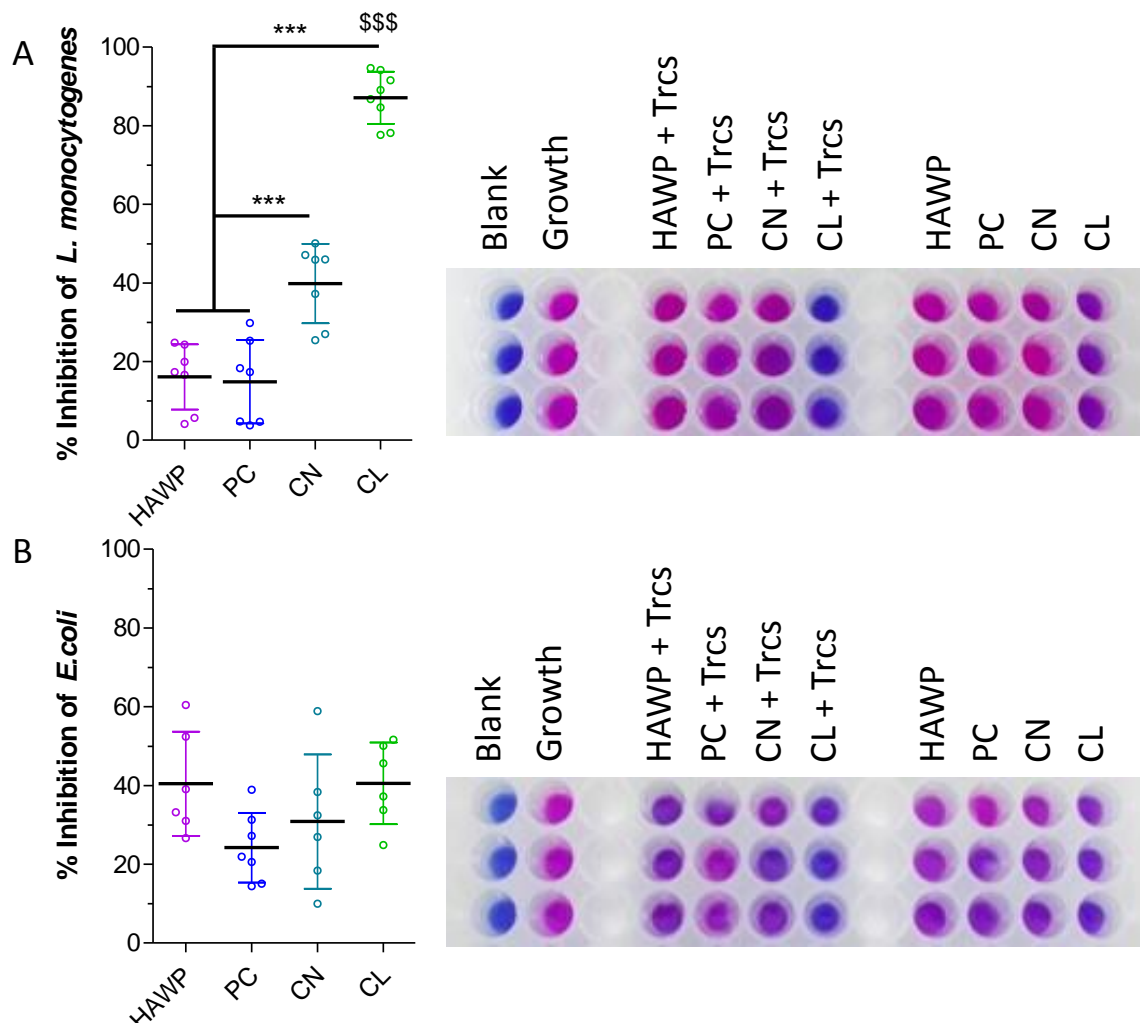 A
% Inhibition of L. monocytogenes
100
80
60
40
20
0
***
$$$
***
HAWP
PC
CN
CL
Blank
Growth
HAWP + Trcs
PC + Trcs
CN + Trcs
CL + Trcs
HAWP
PC
CN
CL
B
% Inhibition of E.coli
100
80
60
40
20
0
HAWP
PC
CN
CL
Blank
Growth
HAWP + Trcs
PC + Trcs
CN + Trcs
CL + Trcs
HAWP
PC
CN
CL